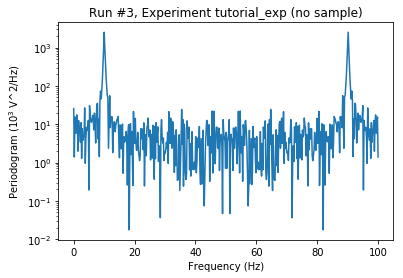 Run #3, Experiment tutorial_exp (no sample)
Periodogram (10³ V^2/Hz)
10³
10²
10¹
10⁰
10⁻¹
10⁻²
0 20 40 60 80 100
Frequency (Hz)